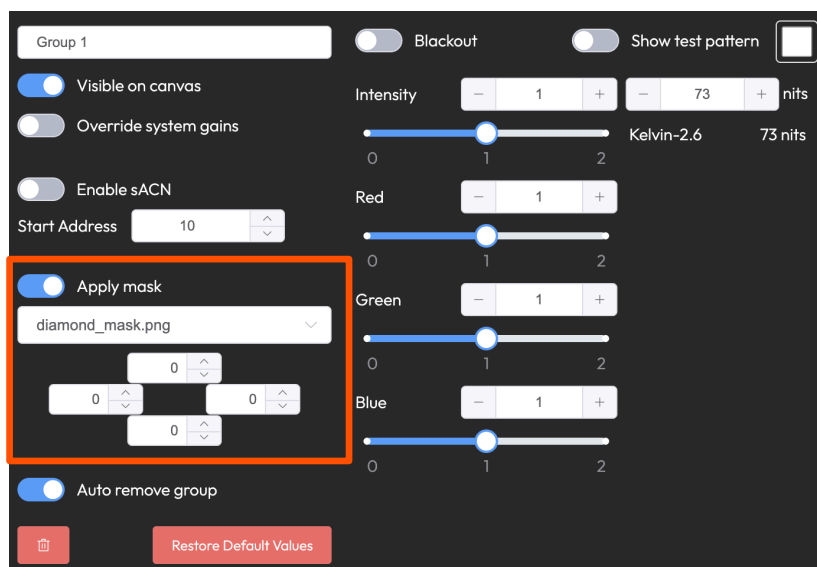 Group 1
Visible on canvas
Override system gains
Enable sACN
Start Address 10
Apply mask
diamond_mask.png
0
0 0
0
Auto remove group
Restore Default Values
Blackout Show test pattern
Intensity - 1 + - 73 + nits
0 1 2
Kelvin-2.6 73 nits
Red - 1 +
0 1 2
Green - 1 +
0 1 2
Blue - 1 +
0 1 2